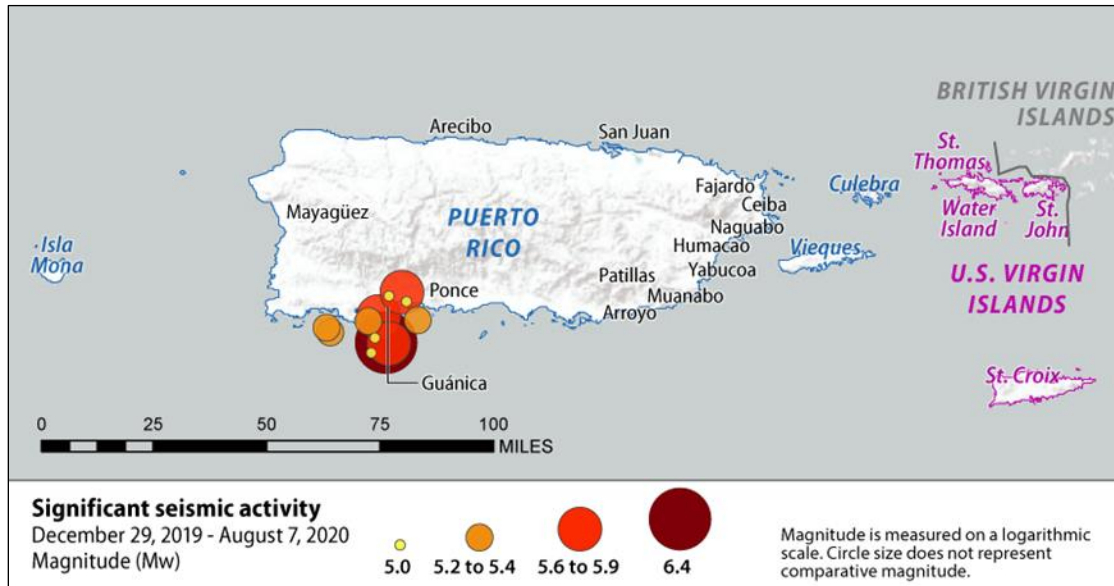 BRITISH VIRGIN
ISLANDS
Arecibo
San Juan
St.
Thomas
Fajardo
Culebra
Ceiba
Water
Island
St.
John
Mayagüez
PUERTO
RICO
Naguabo
Humacao
Vieques
Isla
Mona
Yabucoa
Patillas
Muanabo
Arroyo
Ponce
U.S. VIRGIN
ISLANDS
Guánica
St. Croix
0 25 50 75 100
MILES
Significant seismic activity
December 29, 2019 - August 7, 2020
Magnitude (Mw)
5.0 5.2 to 5.4 5.6 to 5.9 6.4
Magnitude is measured on a logarithmic
scale. Circle size does not represent
comparative magnitude.